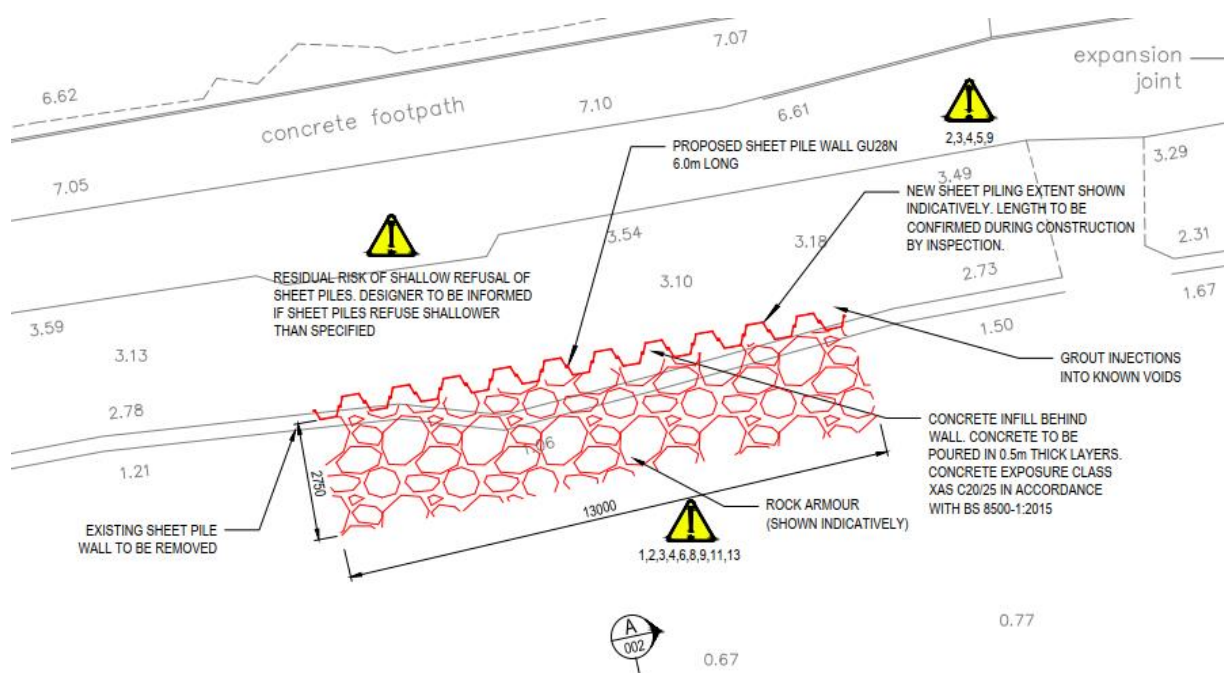 7.07
expansion
joint
6.62
concrete footpath
7.10
6.61
2,3,4,5,9
PROPOSED SHEET PILE WALL GU28N
6.0m LONG
3.29
7.05
3.49
NEW SHEET PILING EXTENT SHOWN
INDICATIVELY. LENGTH TO BE
CONFIRMED DURING CONSTRUCTION
BY INSPECTION.
3.54
3.18
2.31
RESIDUAL RISK OF SHALLOW REFUSAL OF
SHEET PILES. DESIGNER TO BE INFORMED
IF SHEET PILES REFUSE SHALLOWER
THAN SPECIFIED
3.10
2.73
1.67
3.59
3.13
1.50
GROUT INJECTIONS
INTO KNOWN VOIDS
2.78
1.21
CONCRETE INFILL BEHIND
WALL. CONCRETE TO BE
POURED IN 0.5m THICK LAYERS.
CONCRETE EXPOSURE CLASS
XAS C20/25 IN ACCORDANCE
WITH BS 8500-1:2015
2750
13000
ROCK ARMOUR
(SHOWN INDICATIVELY)
EXISTING SHEET PILE
WALL TO BE REMOVED
1,2,3,4,6,8,9,11,13
A
002
0.67
0.77